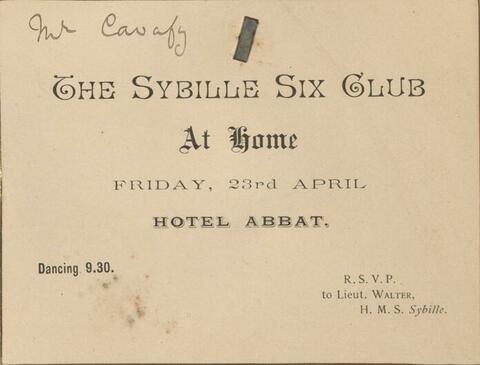 Mr Cavafy
THE SYBILLE SIX CLUB
At Home
FRIDAY, 23rd APRIL
HOTEL ABBAT.
Dancing 9.30.
R. S. V. P.
to Lieut. WALTER,
H. M. S. Sybille.